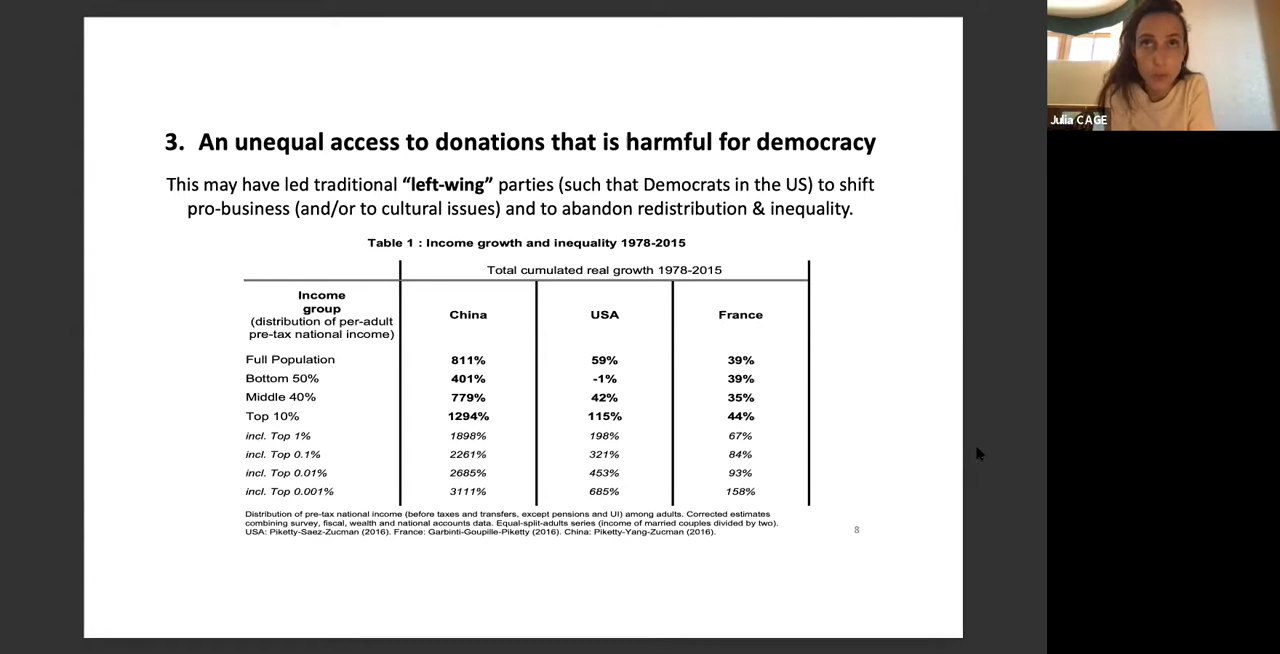 3. An unequal access to donations that is harmful for democracy
This may have led traditional “left-wing” parties (such that Democrats in the US) to shift
pro-business (and/or to cultural issues) and to abandon redistribution & inequality.
Table 1 : Income growth and inequality 1978-2015
Total cumulated real growth 1978-2015
Income
group
(distribution of per-adult
pre-tax national income)
China USA France
Full Population 811% 59% 39%
Bottom 50% 401% -1% 39%
Middle 40% 779% 42% 35%
Top 10% 1294% 115% 44%
incl. Top 1% 1898% 198% 67%
incl. Top 0.1% 2261% 321% 84%
incl. Top 0.01% 2685% 453% 93%
incl. Top 0.001% 3111% 685% 158%
Distribution of pre-tax national income (before taxes and transfers, except pensions and UI) among adults. Corrected estimates
combining survey, fiscal, wealth and national accounts data. Equal-split-adults series (income of married couples divided by two).
USA: Piketty-Saez-Zucman (2016). France: Garbinti-Goupille-Piketty (2016). China: Piketty-Yang-Zucman (2016).
8
Julia CAGE